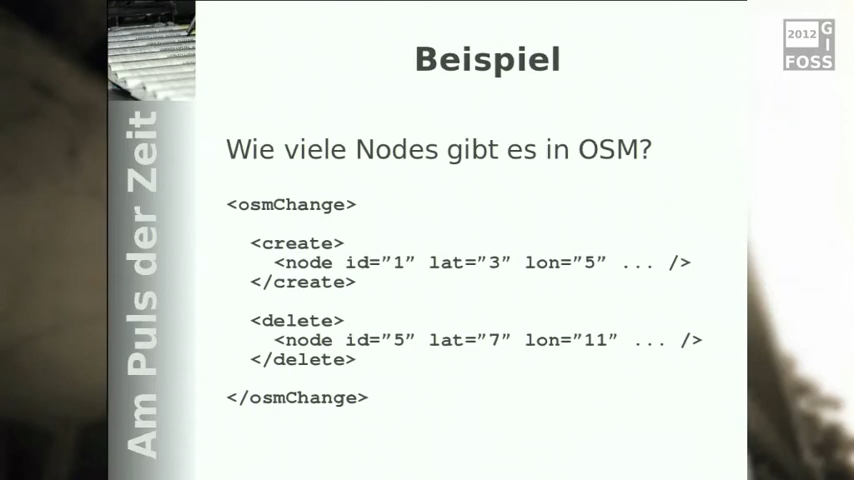 Beispiel
2012
G
I
FOSS
Am Puls der Zeit
Wie viele Nodes gibt es in OSM?
<osmChange>
<create>
<node id=”1” lat=”3” lon=”5” ... />
</create>
<delete>
<node id=”5” lat=”7” lon=”11” ... />
</delete>
</osmChange>